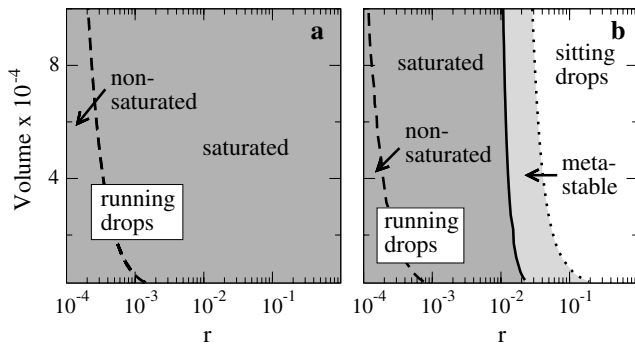 a
b
non-
saturated
saturated
running
drops
saturated
non-
saturated
running
drops
sitting
drops
meta-
stable
Volume x 10^-4
8
4
10^-4
10^-3
10^-2
10^-1
r
10^-4
10^-3
10^-2
10^-1
r